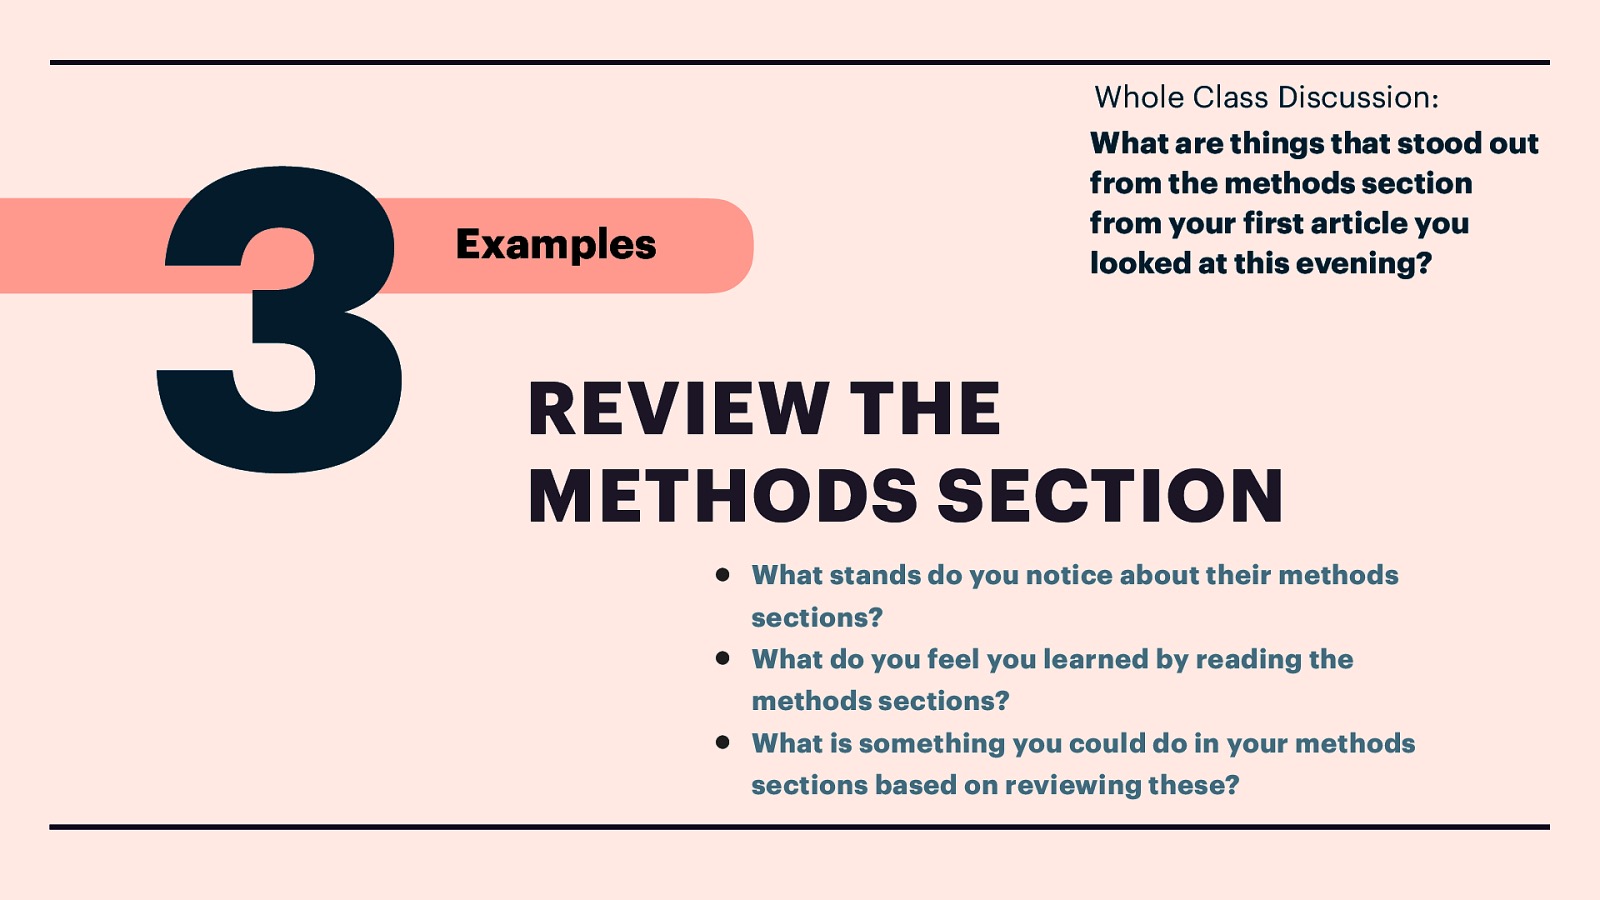 Whole Class Discussion:
What are things that stood out
from the methods section
from your first article you
looked at this evening?
3
Examples
REVIEW THE
METHODS SECTION
● What stands do you notice about their methods
sections?
● What do you feel you learned by reading the
methods sections?
● What is something you could do in your methods
sections based on reviewing these?